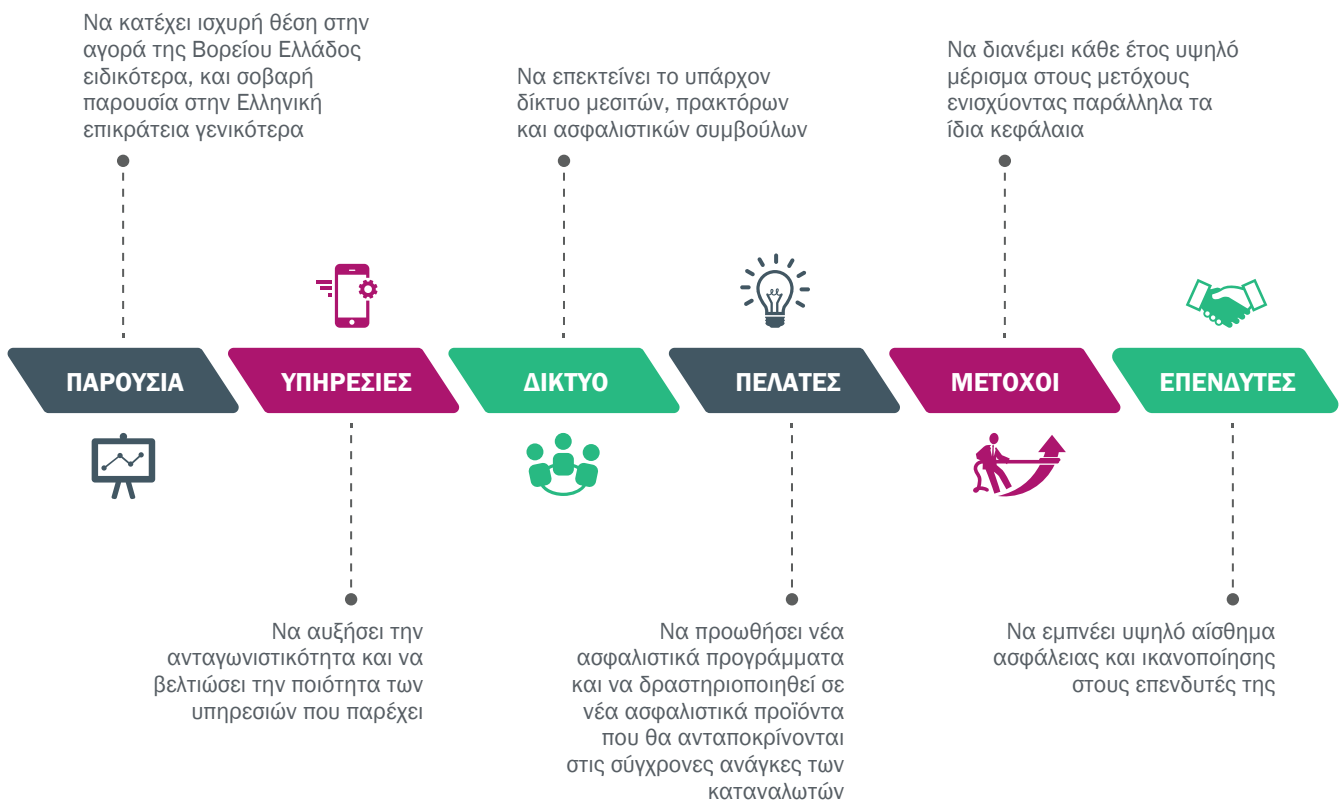 Να κατέχει ισχυρή θέση στην
αγορά της Βορείου Ελλάδος
ειδικότερα, και σοβαρή
παρουσία στην Ελληνική
επικράτεια γενικότερα
Να επεκτείνει το υπάρχον
δίκτυο μεσιτών, πρακτόρων
και ασφαλιστικών συμβούλων
Να διανέμει κάθε έτος υψηλό
μέρισμα στους μετόχους
ενισχύοντας παράλληλα τα
ίδια κεφάλαια
ΠΑΡΟΥΣΙΑ
ΥΠΗΡΕΣΙΕΣ
ΔΙΚΤΥΟ
ΠΕΛΑΤΕΣ
ΜΕΤΟΧΟΙ
ΕΠΕΝΔΥΤΕΣ
Να αυξήσει την
ανταγωνιστικότητα και να
βελτιώσει την ποιότητα των
υπηρεσιών που παρέχει
Να προωθήσει νέα
ασφαλιστικά προγράμματα
και να δραστηριοποιηθεί σε
νέα ασφαλιστικά προϊόντα
που θα ανταποκρίνονται
στις σύγχρονες ανάγκες των
καταναλωτών
Να εμπνέει υψηλό αίσθημα
ασφάλειας και ικανοποίησης
στους επενδυτές της